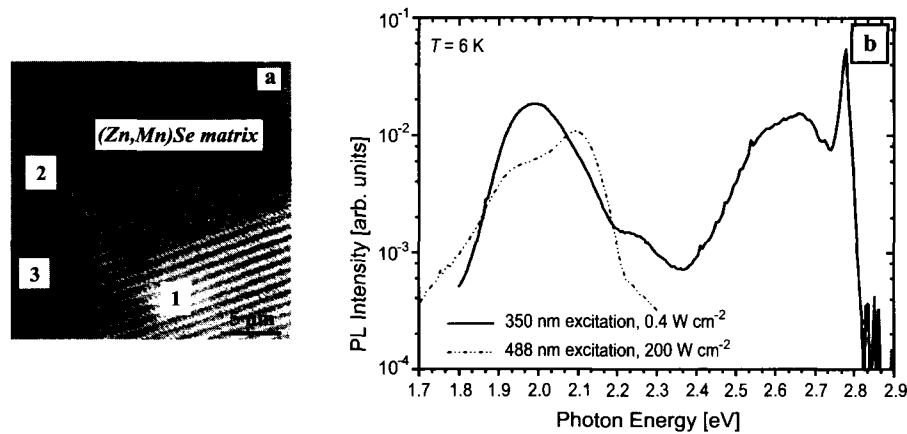 a
(Zn,Mn)Se matrix
2
3
1
T = 6 K
b
PL Intensity [arb. units]
10⁻¹
10⁻²
10⁻³
10⁻⁴
350 nm excitation, 0.4 W cm⁻²
488 nm excitation, 200 W cm⁻²
1.7 1.8 1.9 2.0 2.1 2.2 2.3 2.4 2.5 2.6 2.7 2.8 2.9
Photon Energy [eV]